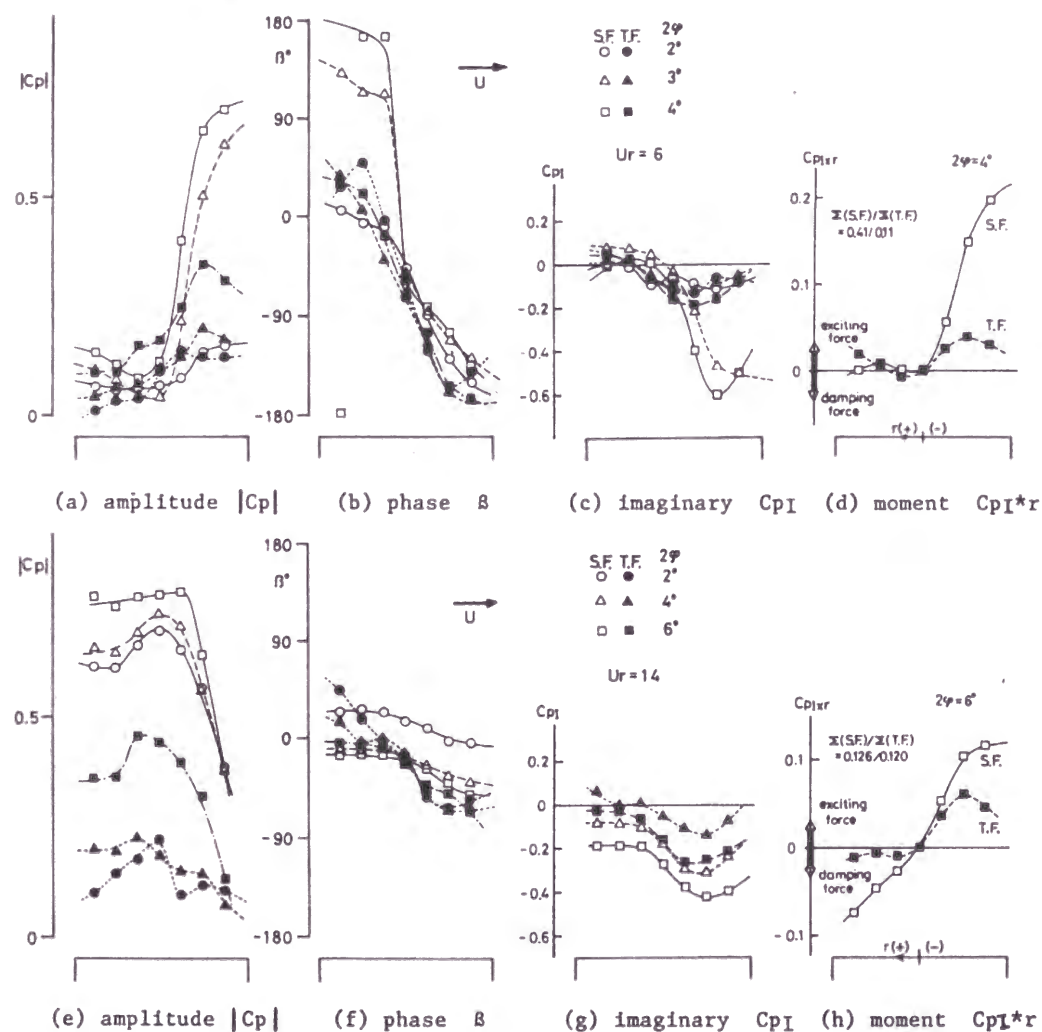 |Cp|
0.5
0
(a) amplitude |Cp|
180
β°
90
0
-90
-180
(b) phase β
U
S.F. T.F. 2φ
2°
3°
4°
Ur = 6
CpI
0.2
0
-0.2
-0.4
-0.6
(c) imaginary CpI
CpI×r
2φ=4°
0.2
Σ(S.F.)/Σ(T.F.)
= 0.41/0.11
S.F.
0.1
exciting
force
T.F.
0
damping
force
r(+) (-)
(d) moment CpI*r
|Cp|
0.5
0
(e) amplitude |Cp|
180
β°
90
0
-90
-180
(f) phase β
U
S.F. T.F. 2φ
2°
4°
6°
Ur = 14
CpI
0.2
0
-0.2
-0.4
-0.6
(g) imaginary CpI
CpI×r
2φ=6°
Σ(S.F.)/Σ(T.F.)
=0.126/0.120
0.1
S.F.
exciting
force
T.F.
0
damping
force
-0.1
r(+) (-)
(h) moment CpI*r